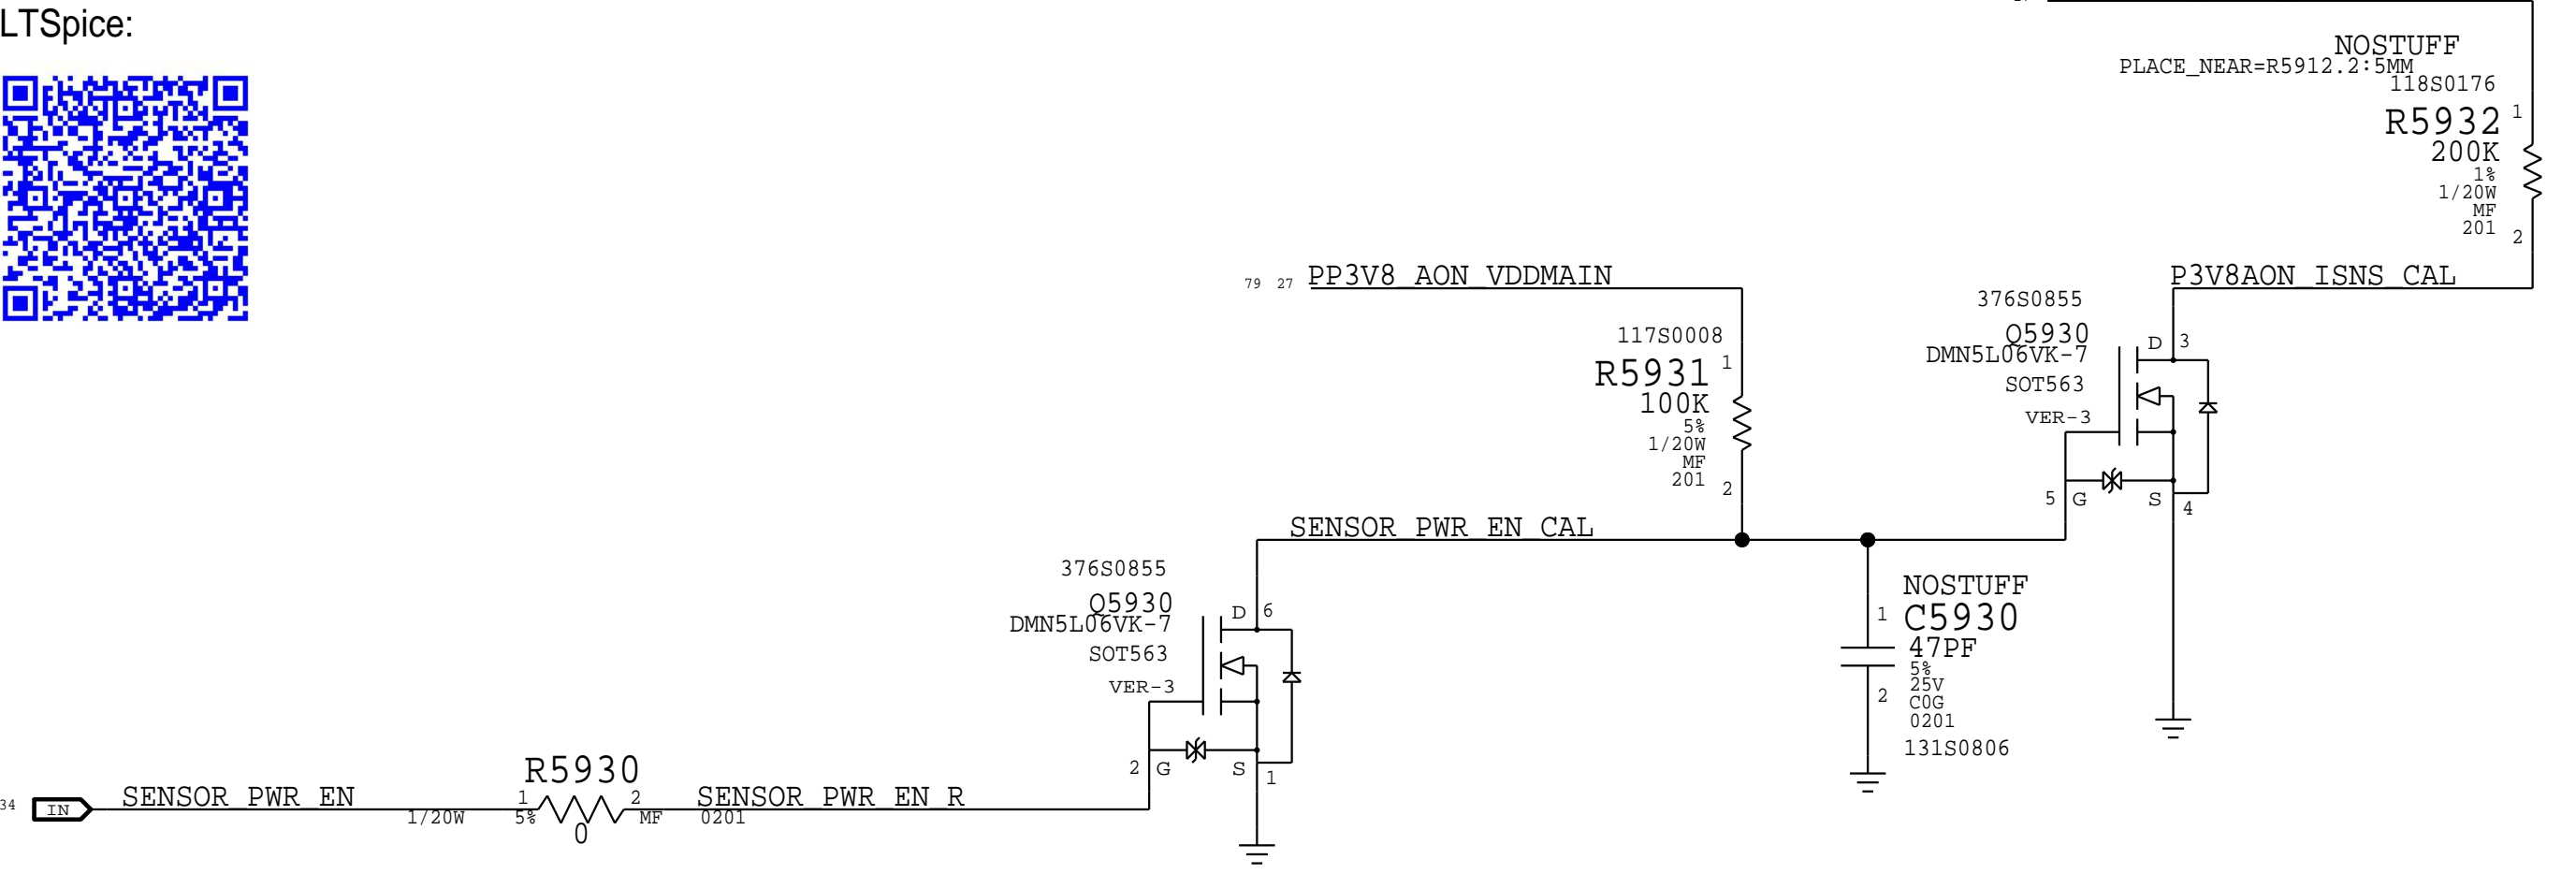 LTSpice:
NOSTUFF
PLACE_NEAR=R5912.2:5MM
118S0176
R5932
1
200K
1%
1/20W
MF
201
2
79 27 PP3V8_AON_VDDMAIN
P3V8AON_ISNS_CAL
117S0008
R5931
1
100K
5%
1/20W
MF
201
2
376S0855
Q5930
DMN5L06VK-7
SOT563
VER-3
D 3
5 G
S 4
SENSOR_PWR_EN_CAL
376S0855
Q5930
DMN5L06VK-7
SOT563
VER-3
D 6
2 G
S 1
NOSTUFF
1 C5930
47PF
5%
25V
C0G
0201
2
131S0806
34 IN SENSOR_PWR_EN
R5930
1 2
1/20W 5% MF 0201
0
SENSOR_PWR_EN_R